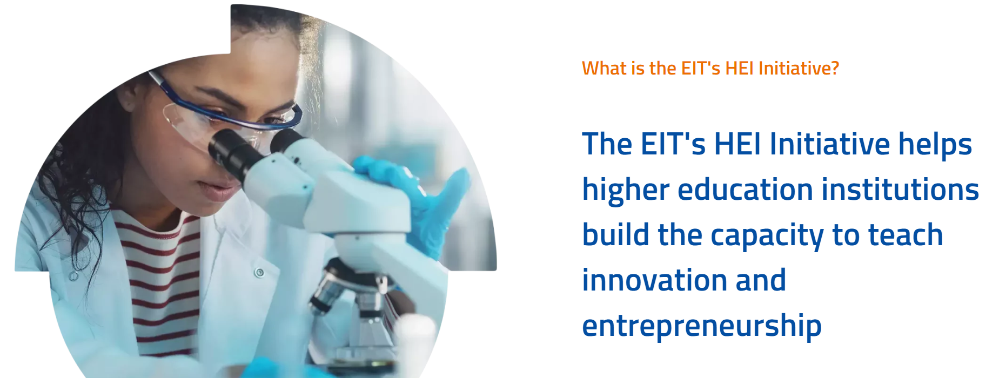 What is the EIT's HEI Initiative?
The EIT's HEI Initiative helps
higher education institutions
build the capacity to teach
innovation and
entrepreneurship